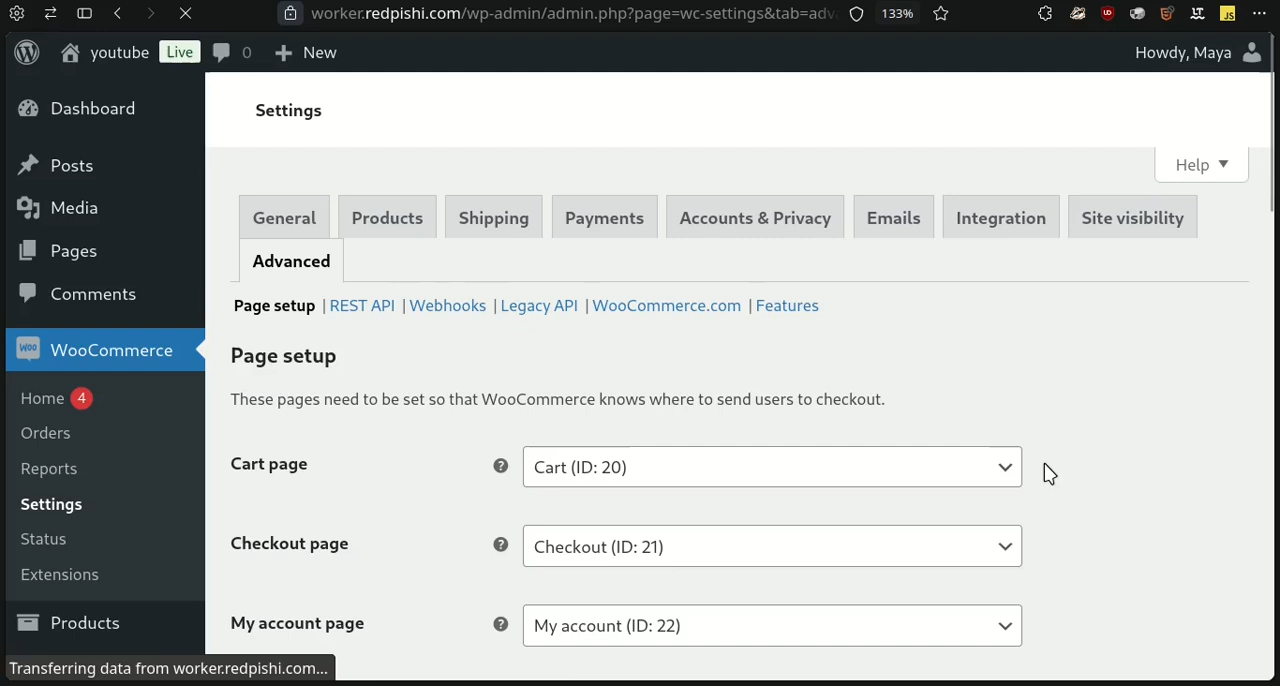 worker.redpishi.com/wp-admin/admin.php?page=wc-settings&tab=adv
133%
youtube Live 0 New
Howdy, Maya
Dashboard
Posts
Media
Pages
Comments
WooCommerce
Home 4
Orders
Reports
Settings
Status
Extensions
Products
Settings
Help
General Products Shipping Payments Accounts & Privacy Emails Integration Site visibility
Advanced
Page setup | REST API | Webhooks | Legacy API | WooCommerce.com | Features
Page setup
These pages need to be set so that WooCommerce knows where to send users to checkout.
Cart page ? Cart (ID: 20)
Checkout page ? Checkout (ID: 21)
My account page ? My account (ID: 22)
Transferring data from worker.redpishi.com...